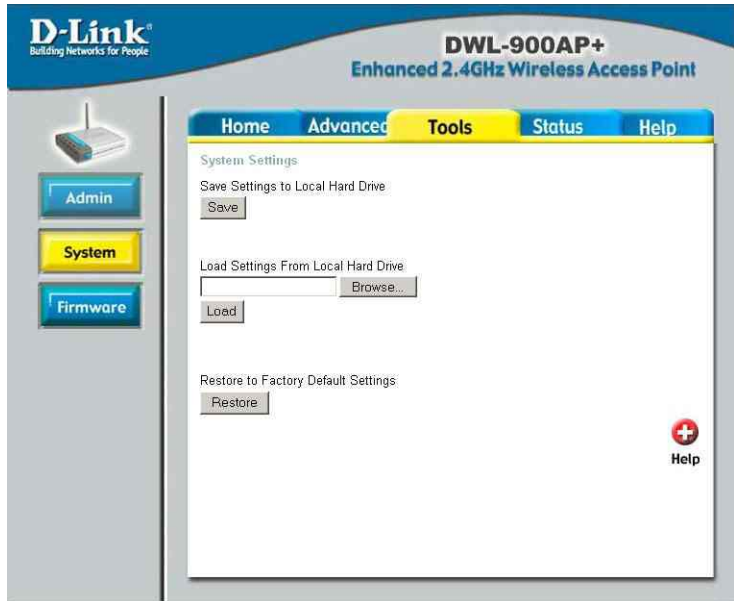 D-Link®
Building Networks for People
DWL-900AP+
Enhanced 2.4GHz Wireless Access Point
Home Advanced Tools Status Help
Admin
System
Firmware
System Settings
Save Settings to Local Hard Drive
Save
Load Settings From Local Hard Drive
Browse...
Load
Restore to Factory Default Settings
Restore
Help